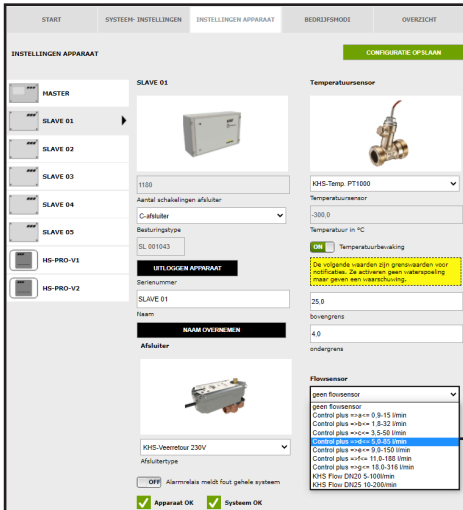 START
SYSTEEM- INSTELLINGEN
INSTELLINGEN APPARAAT
BEDRIJFSMODI
OVERZICHT
INSTELLINGEN APPARAAT
CONFIGURATIE OPSLAAN
MASTER
SLAVE 01
SLAVE 02
SLAVE 03
SLAVE 04
SLAVE 05
HS-PRO-V1
HS-PRO-V2
SLAVE 01
1180
Aantal schakelingen afsluiter
C-afsluiter
Besturingstype
SL 001043
UITLOGGEN APPARAAT
Serienummer
SLAVE 01
Naam
NAAM OVERNEMEN
Afsluiter
KHS-Veerretour 230V
Afsluitertype
OFF Alarmrelais meldt fout gehele systeem
Apparaat OK
Systeem OK
Temperatuursensor
KHS-Temp. PT1000
Temperatuursensor
-300,0
Temperatuur in °C
ON Temperatuurbewaking
De volgende waarden zijn grenswaarden voor
notificaties. Ze activeren geen waterspoeling
maar geven een waarschuwing.
25,0
bovengrens
4,0
ondergrens
Flowsensor
geen flowsensor
geen flowsensor
Control plus =>a<= 0,9-15 l/min
Control plus =>b<= 1,8-32 l/min
Control plus =>c<= 3,5-50 l/min
Control plus =>d<= 5,0-85 l/min
Control plus =>e<= 9,0-150 l/min
Control plus =>f<= 11,0-188 l/min
Control plus =>g<= 18,0-316 l/min
KHS Flow DN20 5-100l/min
KHS Flow DN25 10-200/min